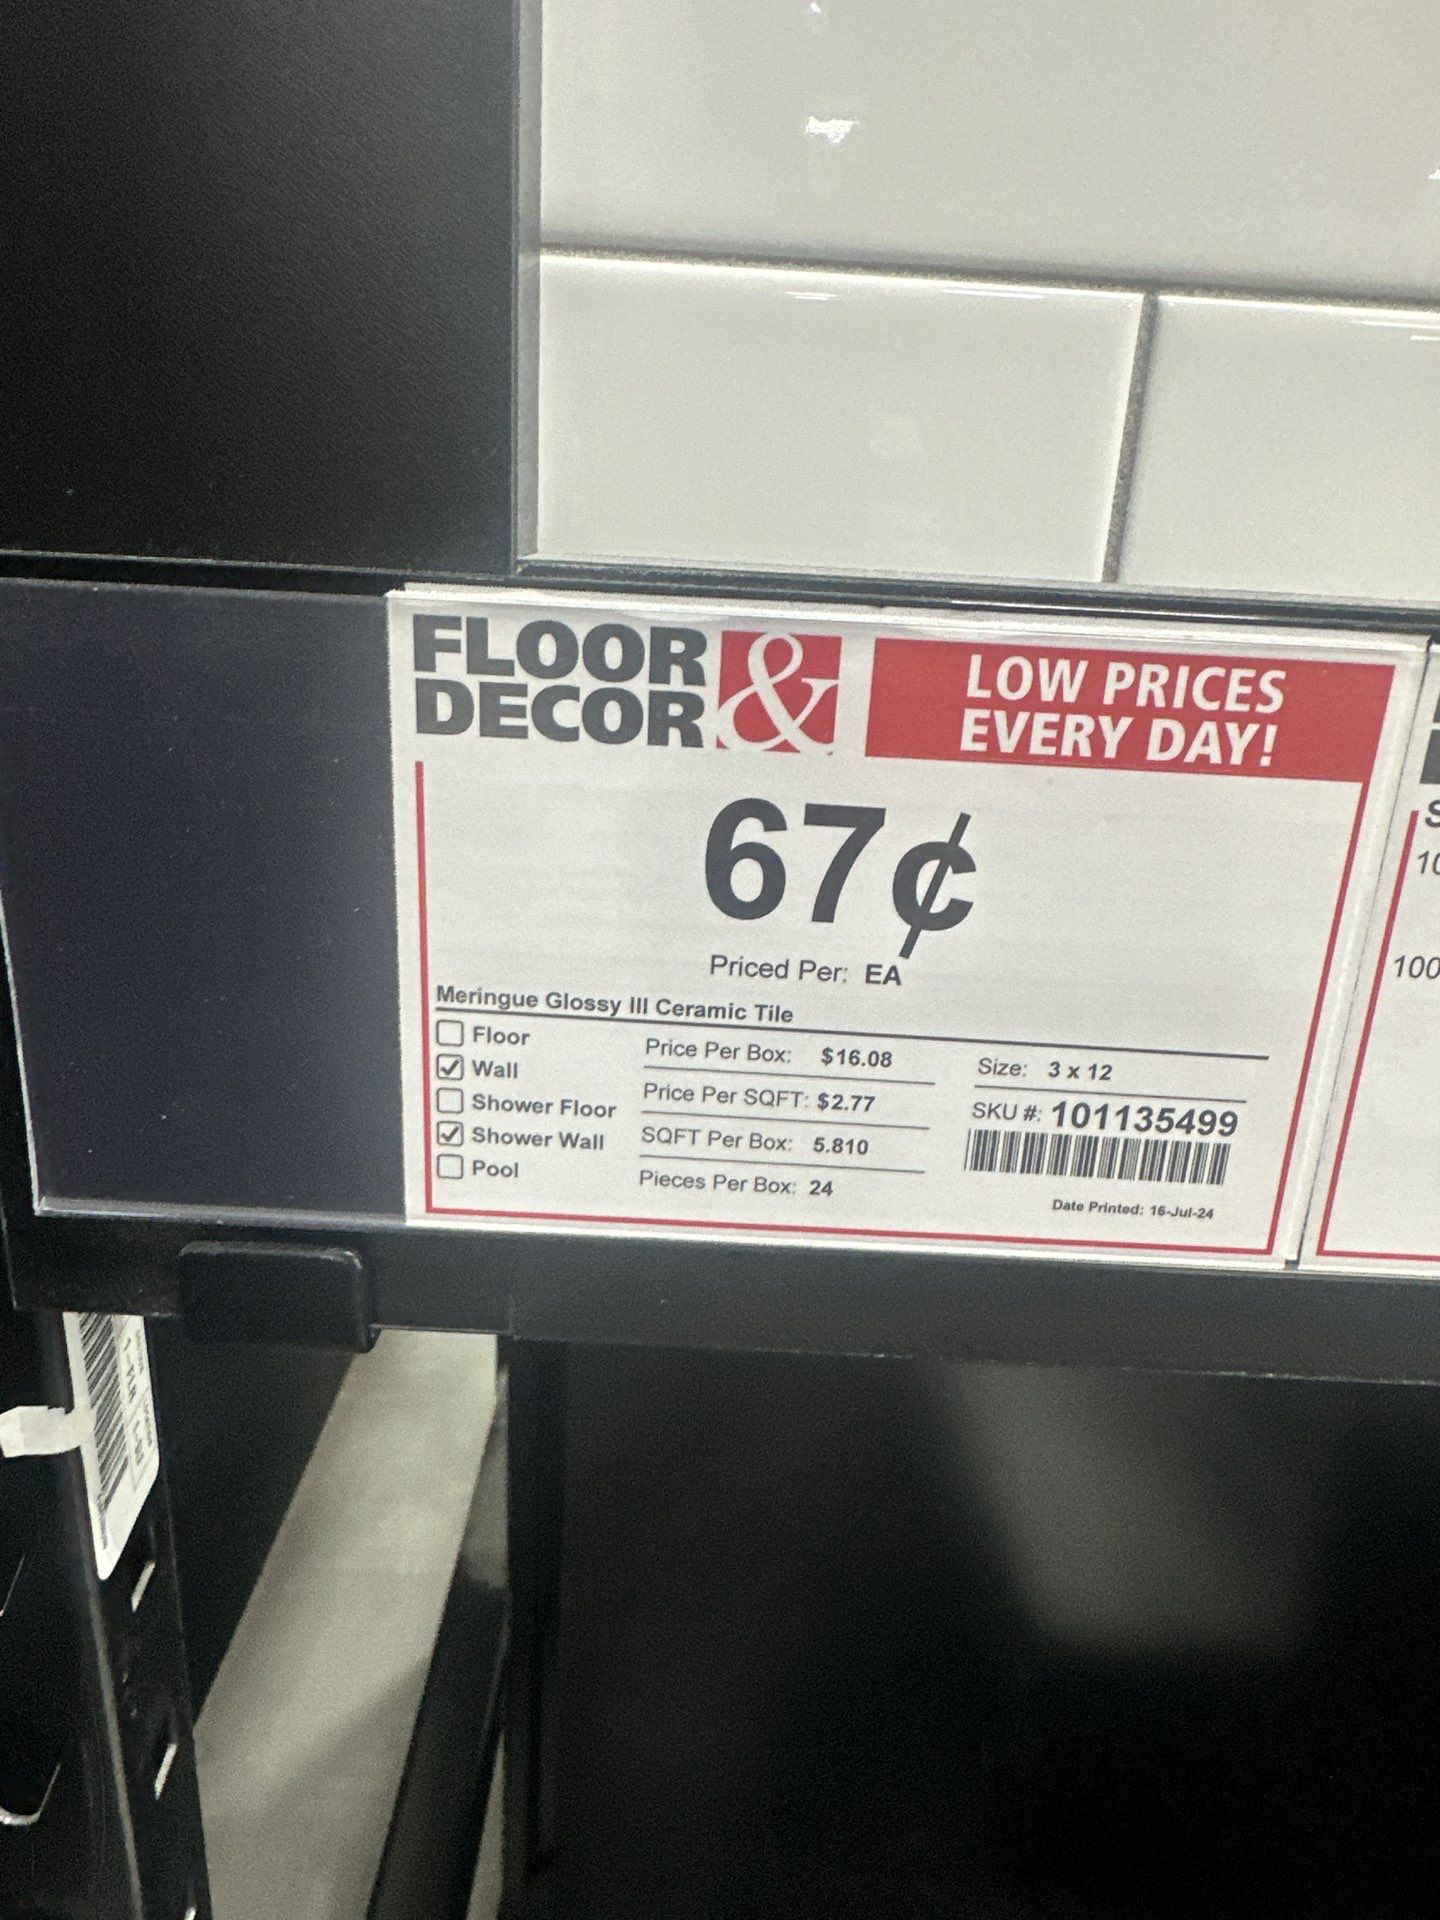 FLOOR & DECOR
LOW PRICES
EVERY DAY!
67¢
Priced Per: EA
Meringue Glossy III Ceramic Tile
Floor
Wall
Shower Floor
Shower Wall
Pool
Price Per Box: $16.08
Price Per SQFT: $2.77
SQFT Per Box: 5.810
Pieces Per Box: 24
Size: 3 x 12
SKU #: 101135499
Date Printed: 16-Jul-24